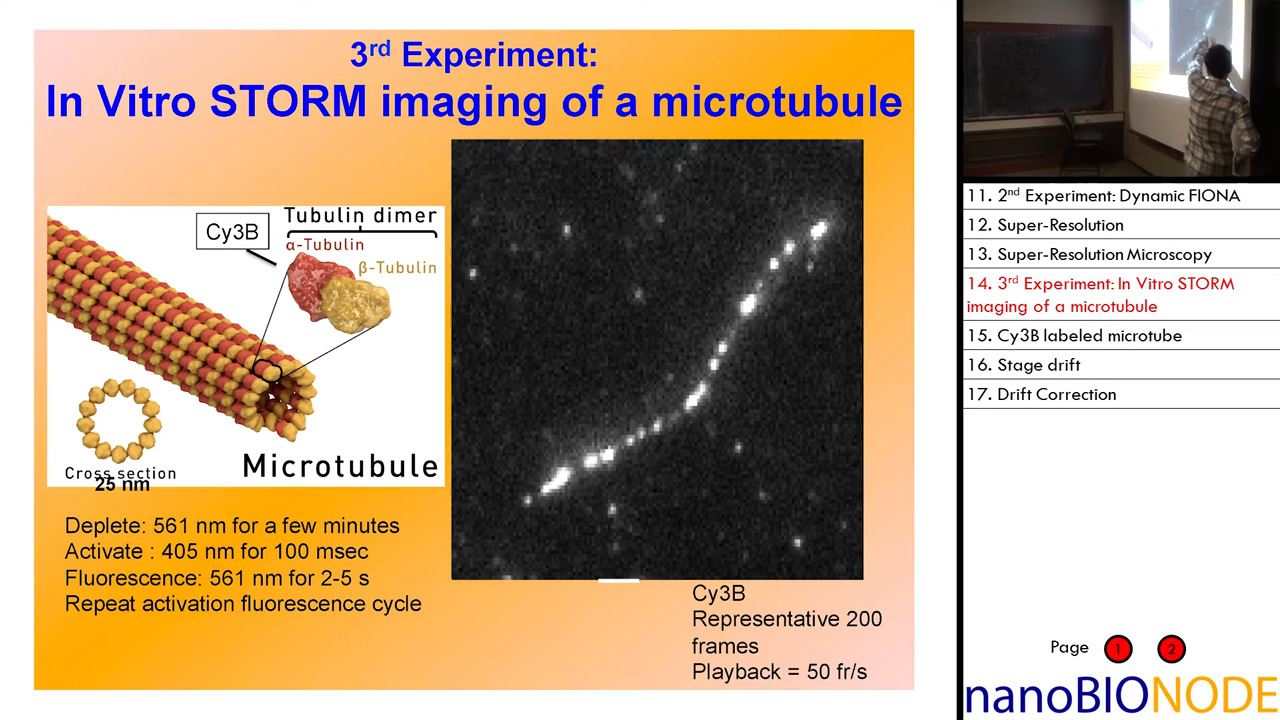 3rd Experiment:
In Vitro STORM imaging of a microtubule
Cy3B
Tubulin dimer
α-Tubulin
β-Tubulin
Cross section
25 nm
Microtubule
Deplete: 561 nm for a few minutes
Activate : 405 nm for 100 msec
Fluorescence: 561 nm for 2-5 s
Repeat activation fluorescence cycle
Cy3B
Representative 200
frames
Playback = 50 fr/s
11. 2nd Experiment: Dynamic FIONA
12. Super-Resolution
13. Super-Resolution Microscopy
14. 3rd Experiment: In Vitro STORM
imaging of a microtubule
15. Cy3B labeled microtube
16. Stage drift
17. Drift Correction
Page 1 2
nanoBIONODE